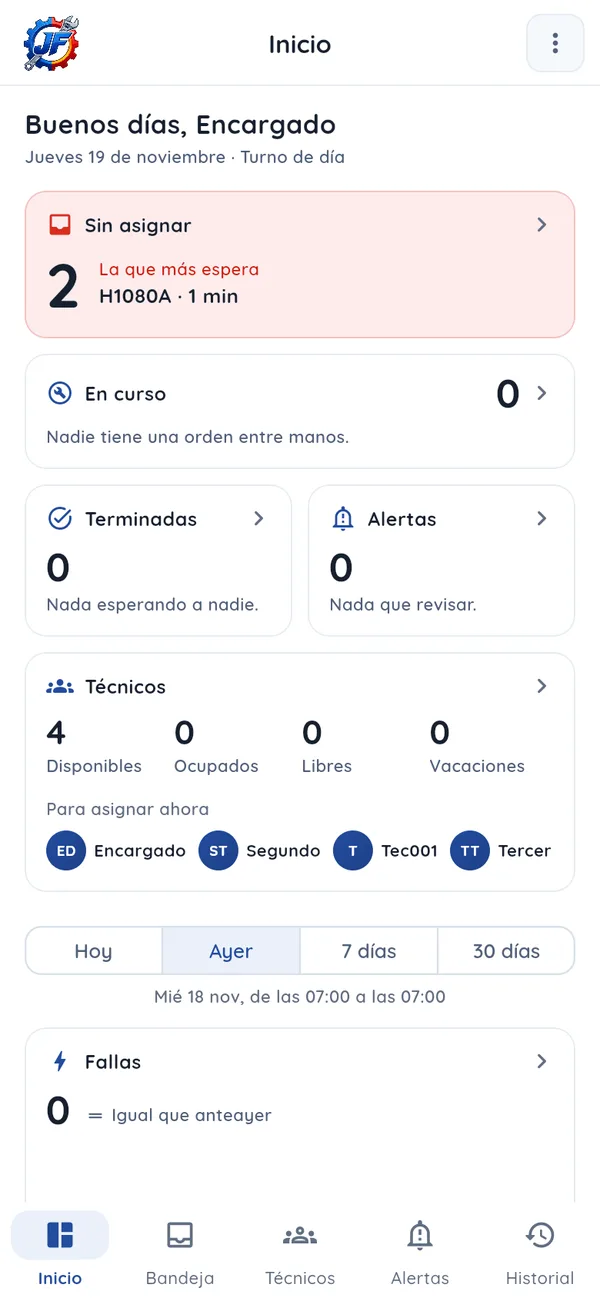 JF
Inicio
Buenos días, Encargado
Jueves 19 de noviembre · Turno de día
Sin asignar
2
La que más espera
H1080A · 1 min
En curso
0
Nadie tiene una orden entre manos.
Terminadas
0
Nada esperando a nadie.
Alertas
0
Nada que revisar.
Técnicos
4 0 0 0
Disponibles Ocupados Libres Vacaciones
Para asignar ahora
ED Encargado ST Segundo T Tec001 TT Tercer
Hoy Ayer 7 días 30 días
Mié 18 nov, de las 07:00 a las 07:00
Fallas
0 = Igual que anteayer
Inicio Bandeja Técnicos Alertas Historial